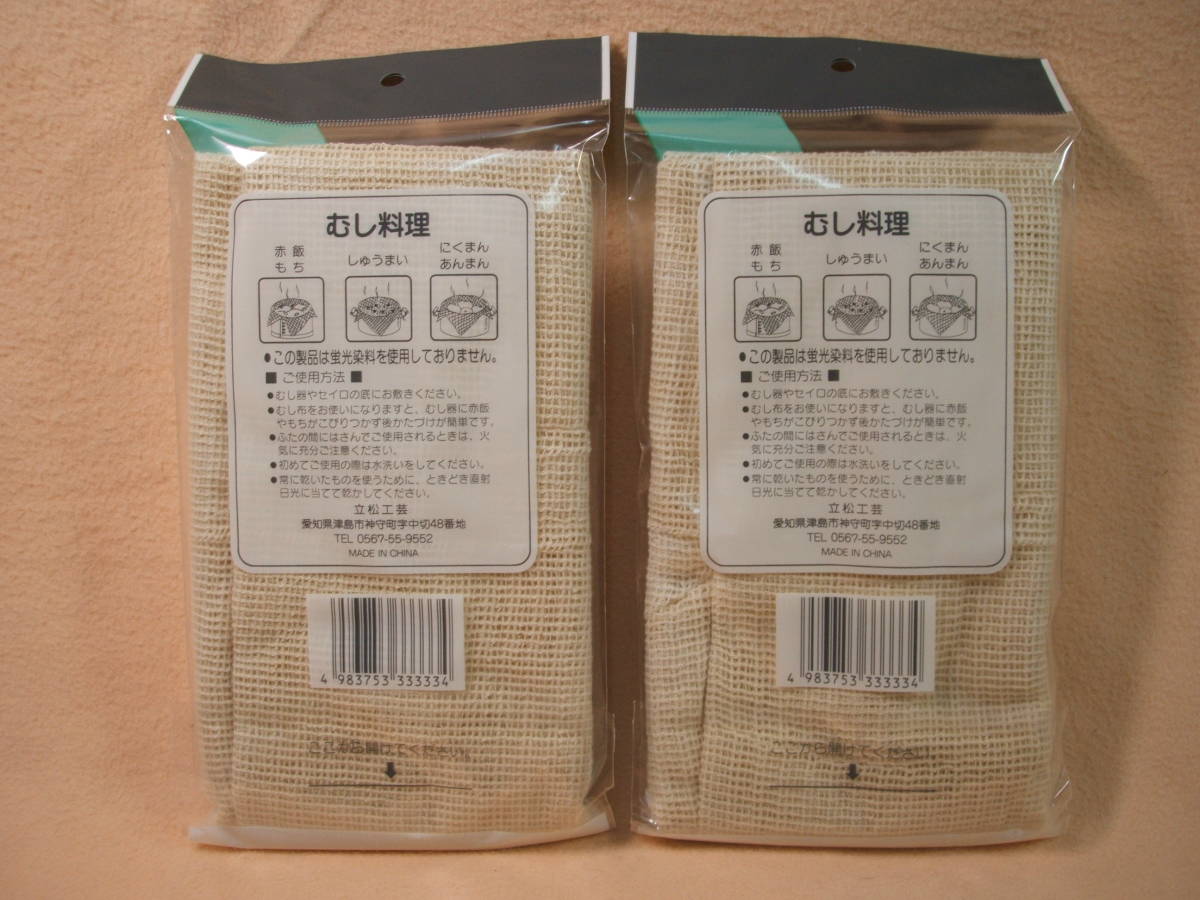 むし料理
赤飯
もち
しゅうまい
にくまん
あんまん
●この製品は蛍光染料を使用しておりません。
■ ご使用方法 ■
●むし器やセイロの底にお敷きください。
●むし布をお使いになりますと、むし器に赤飯
やもちがこびりつかず後かたづけが簡単です。
●ふたの間にはさんでご使用されるときは、火
気に充分ご注意ください。
●初めてご使用の際は水洗いをしてください。
●常に乾いたものを使うために、ときどき直射
日光に当てて乾かしてください。
立松工芸
愛知県津島市神守町字中切48番地
TEL 0567-55-9552
MADE IN CHINA
4 983753 333334
ここから開けてください。
むし料理
赤飯
もち
しゅうまい
にくまん
あんまん
●この製品は蛍光染料を使用しておりません。
■ ご使用方法 ■
●むし器やセイロの底にお敷きください。
●むし布をお使いになりますと、むし器に赤飯
やもちがこびりつかず後かたづけが簡単です。
●ふたの間にはさんでご使用されるときは、火
気に充分ご注意ください。
●初めてご使用の際は水洗いをしてください。
●常に乾いたものを使うために、ときどき直射
日光に当てて乾かしてください。
立松工芸
愛知県津島市神守町字中切48番地
TEL 0567-55-9552
MADE IN CHINA
4 983753 333334
ここから開けてください。